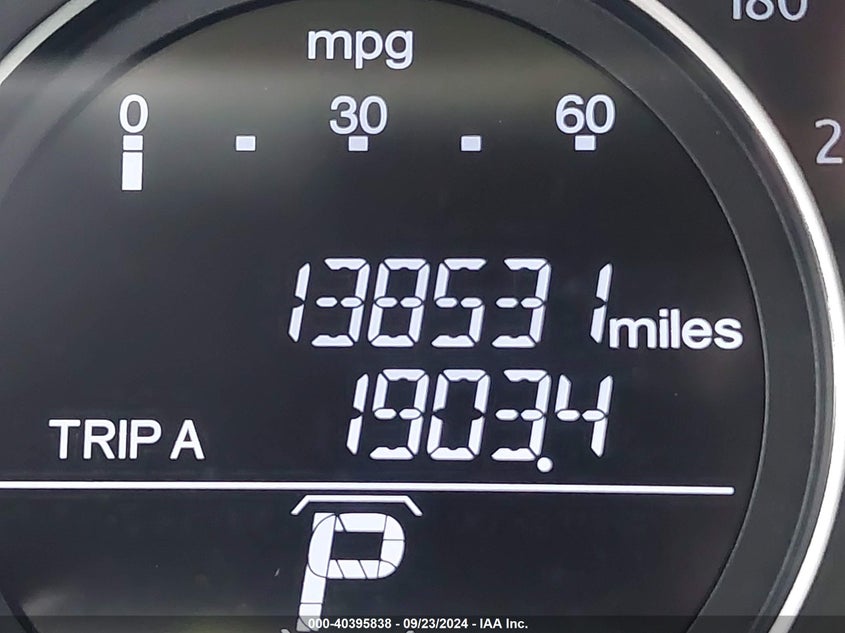 180
mpg
0 30 60
2
138531 miles
TRIP A 1903.4
P
000-40395838 - 09/23/2024 - IAA Inc.